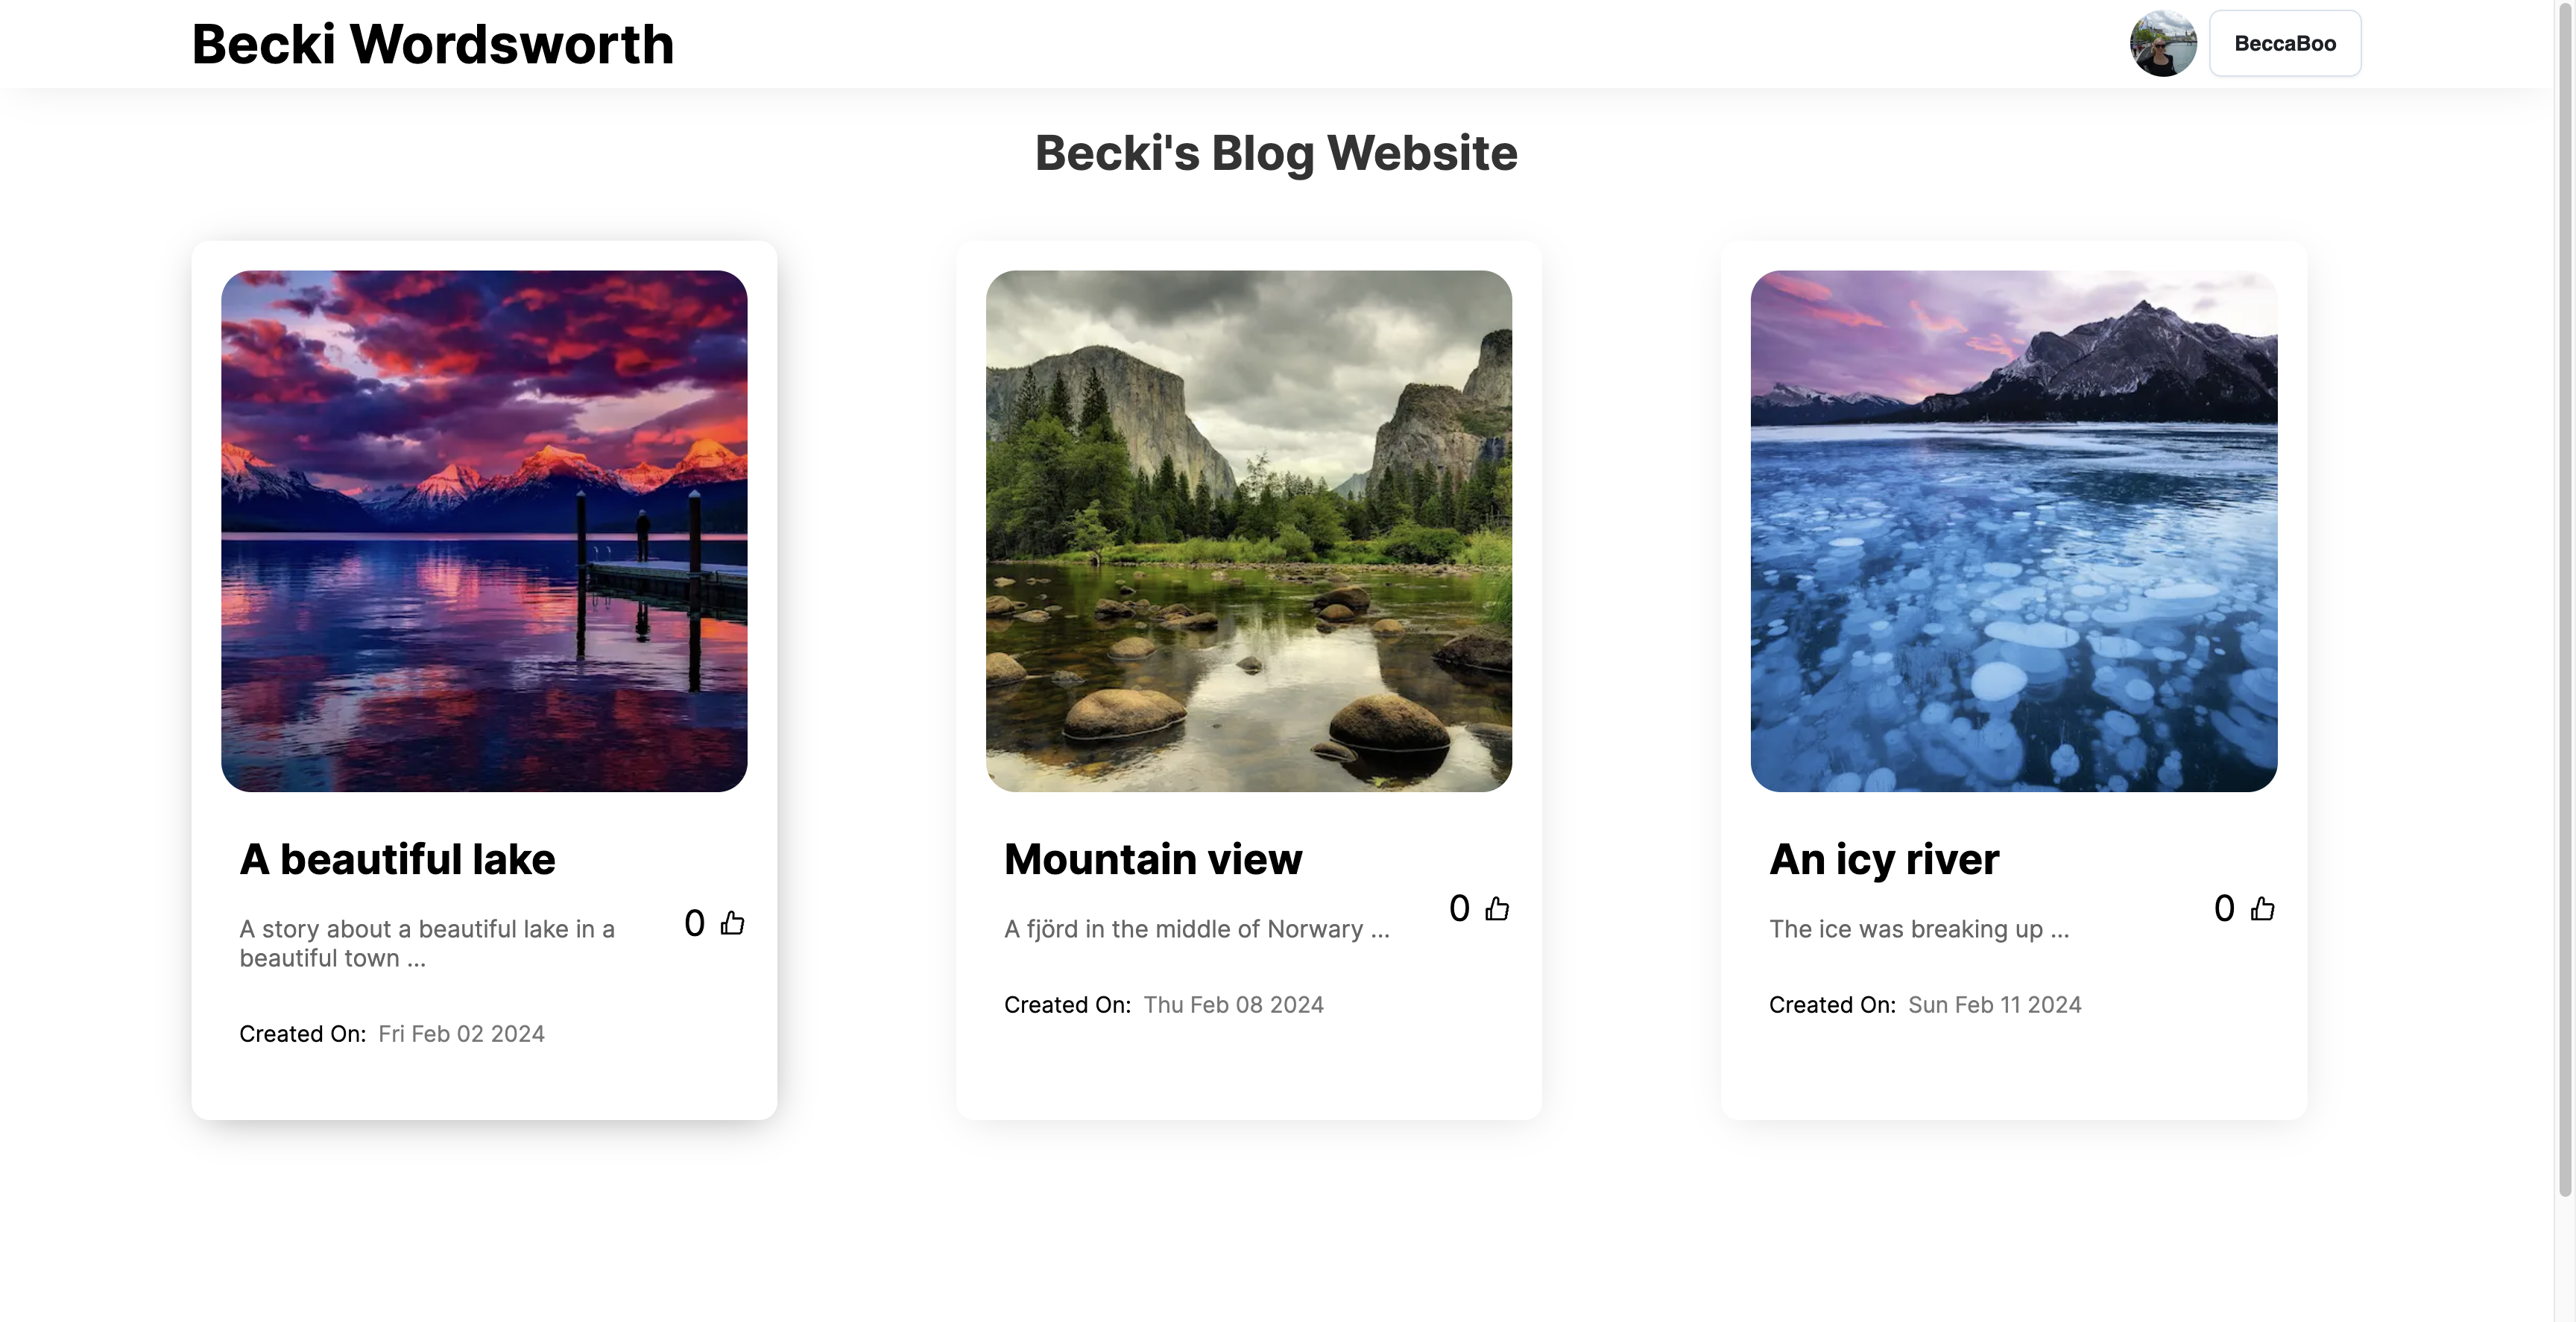 Becki Wordsworth
BeccaBoo
Becki's Blog Website
A beautiful lake
A story about a beautiful lake in a
beautiful town ...
0
Created On: Fri Feb 02 2024
Mountain view
A fjörd in the middle of Norwary ...
0
Created On: Thu Feb 08 2024
An icy river
The ice was breaking up ...
0
Created On: Sun Feb 11 2024